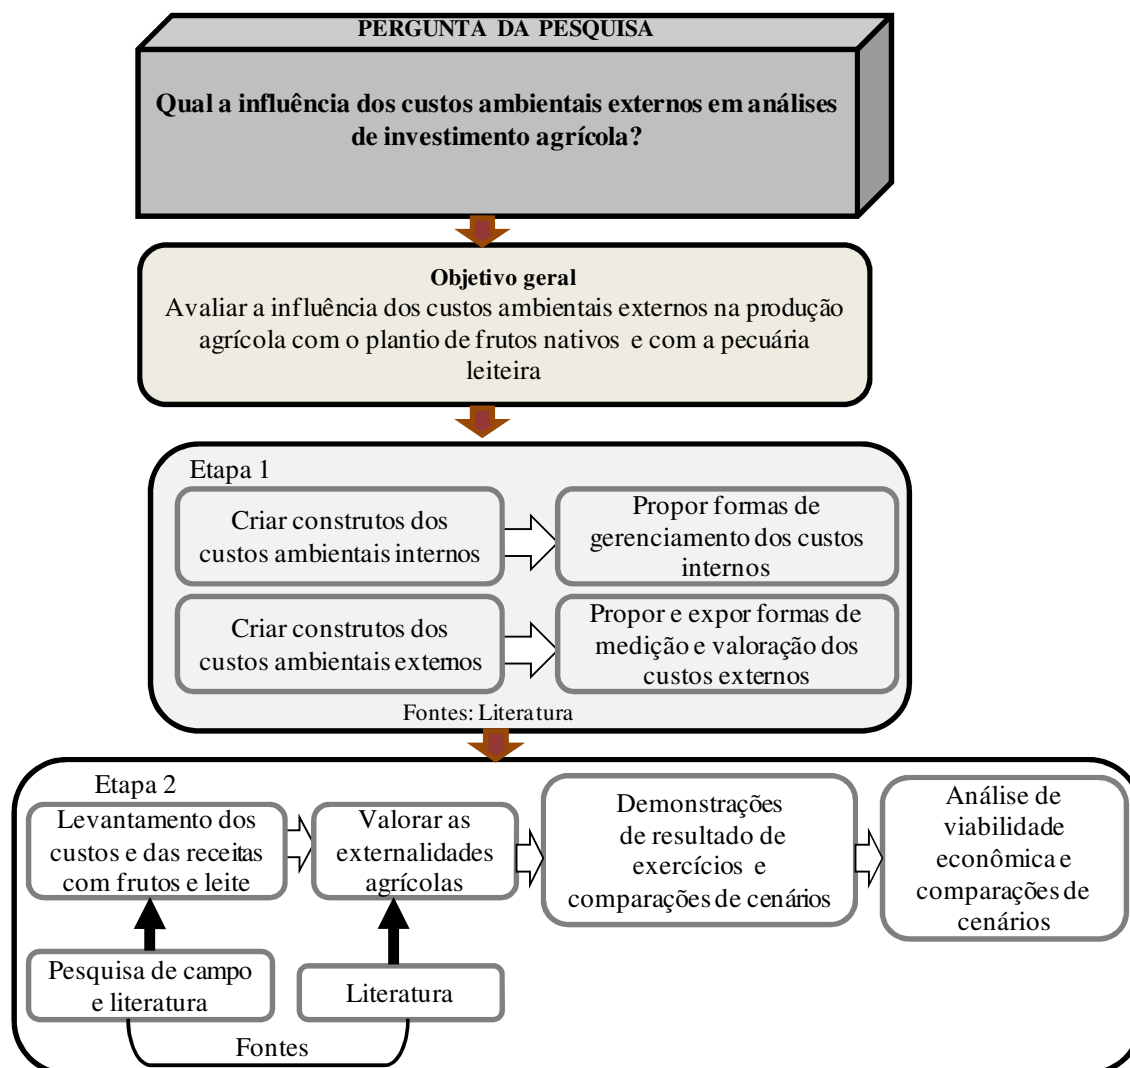 PERGUNTA DA PESQUISA
Qual a influência dos custos ambientais externos em análises
de investimento agrícola?
Objetivo geral
Avaliar a influência dos custos ambientais externos na produção
agrícola com o plantio de frutos nativos e com a pecuária
leiteira
Etapa 1
Criar construtos dos
custos ambientais internos
Propor formas de
gerenciamento dos custos
internos
Criar construtos dos
custos ambientais externos
Propor e expor formas de
medição e valoração dos
custos externos
Fontes: Literatura
Etapa 2
Levantamento dos
custos e das receitas
com frutos e leite
Valorar as
externalidades
agrícolas
Demonstrações
de resultado de
exercícios e
comparações de cenários
Análise de
viabilidade
econômica e
comparações de
cenários
Pesquisa de campo
e literatura
Literatura
Fontes